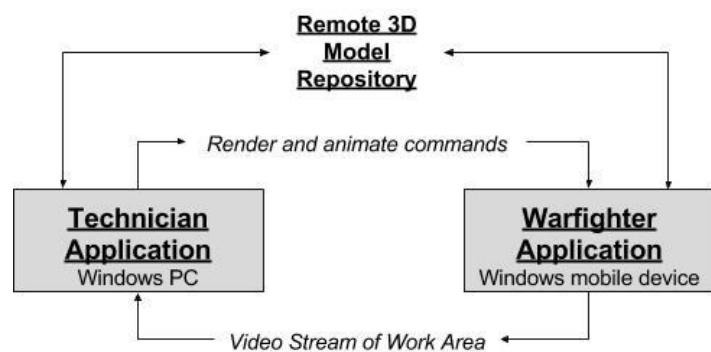 Remote 3D
Model
Repository
Render and animate commands
Technician
Application
Windows PC
Warfighter
Application
Windows mobile device
Video Stream of Work Area